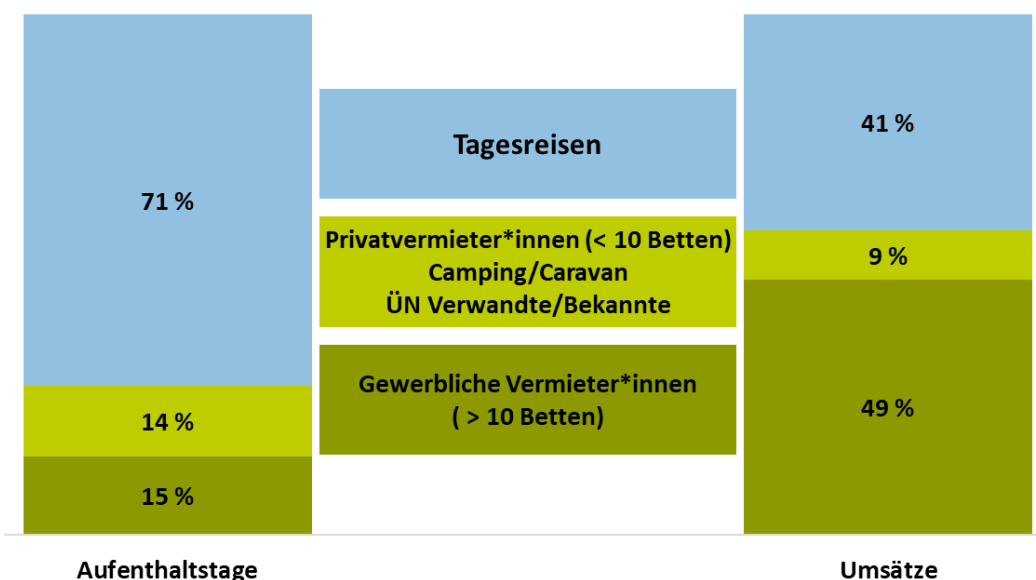 71 %
14 %
15 %
Aufenthaltstage
Tagesreisen
Privatvermieter*innen (< 10 Betten)
Camping/Caravan
ÜN Verwandte/Bekannte
Gewerbliche Vermieter*innen
( > 10 Betten)
41 %
9 %
49 %
Umsätze